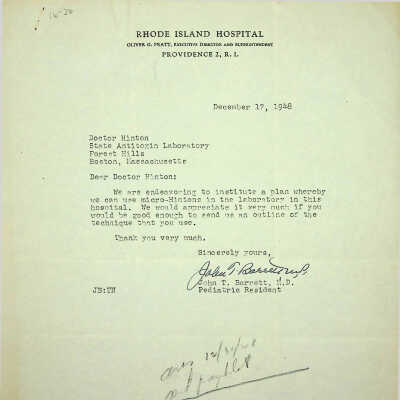 16-20
RHODE ISLAND HOSPITAL
OLIVER G. PRATT, EXECUTIVE DIRECTOR AND SUPERINTENDENT
PROVIDENCE 2, R. I.
December 17, 1948
Doctor Hinton
State Antitoxin Laboratory
Forest Hills
Boston, Massachusetts
Dear Doctor Hinton:
We are endeavoring to institute a plan whereby
we can use micro-Hintons in the laboratory in this
hospital. We would appreciate it very much if you
would be good enough to send us an outline of the
technique that you use.
Thank you very much.
Sincerely yours,
John T. Barrett
John T. Barrett, M.D.
JB:TN
Pediatric Resident